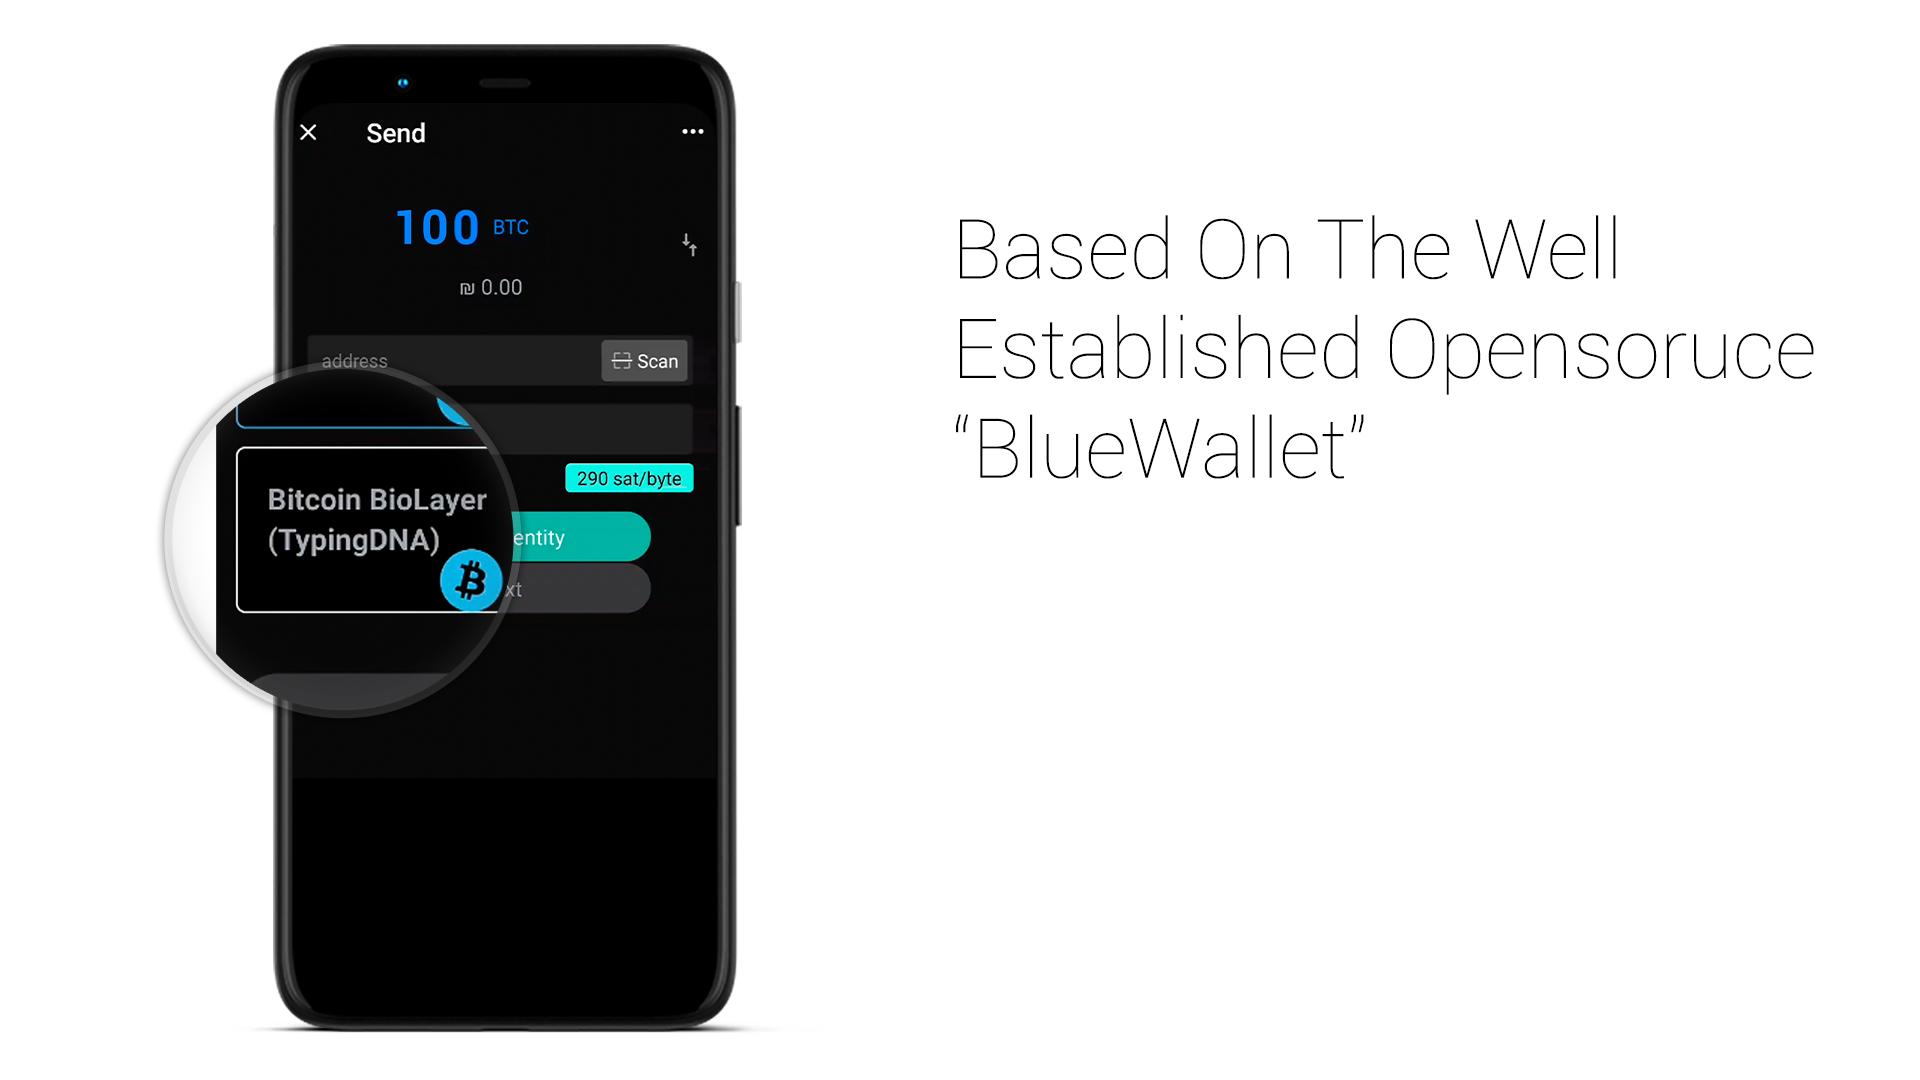 Send
100 BTC
₪ 0.00
address
Scan
290 sat/byte
Bitcoin BioLayer
(TypingDNA)
entity
xt
Based On The Well
Established Opensoruce
“BlueWallet”